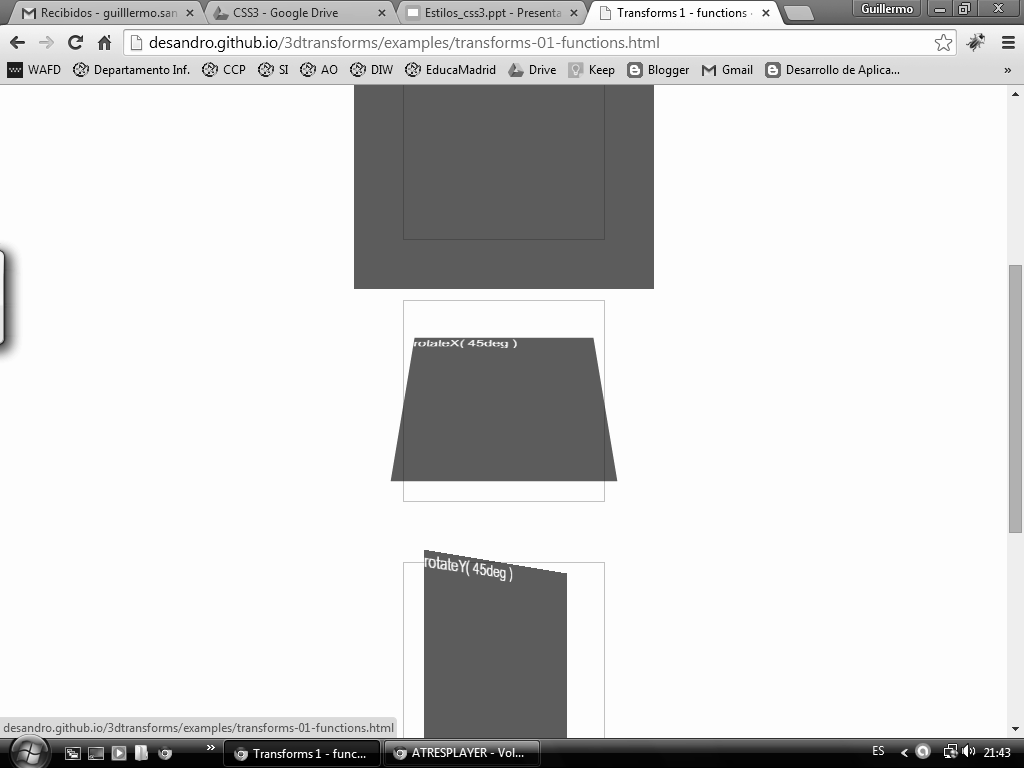 Recibidos - guilllermo.san
CSS3 - Google Drive
Estilos_css3.ppt - Presenta
Transforms 1 - functions
Guillermo
desandro.github.io/3dtransforms/examples/transforms-01-functions.html
WAFD
Departamento Inf.
CCP
SI
AO
DIW
EducaMadrid
Drive
Keep
Blogger
Gmail
Desarrollo de Aplica...
»
rotateX( 45deg )
rotateY( 45deg )
desandro.github.io/3dtransforms/examples/transforms-01-functions.html
»
Transforms 1 - func...
ATRESPLAYER - Vol...
ES
21:43